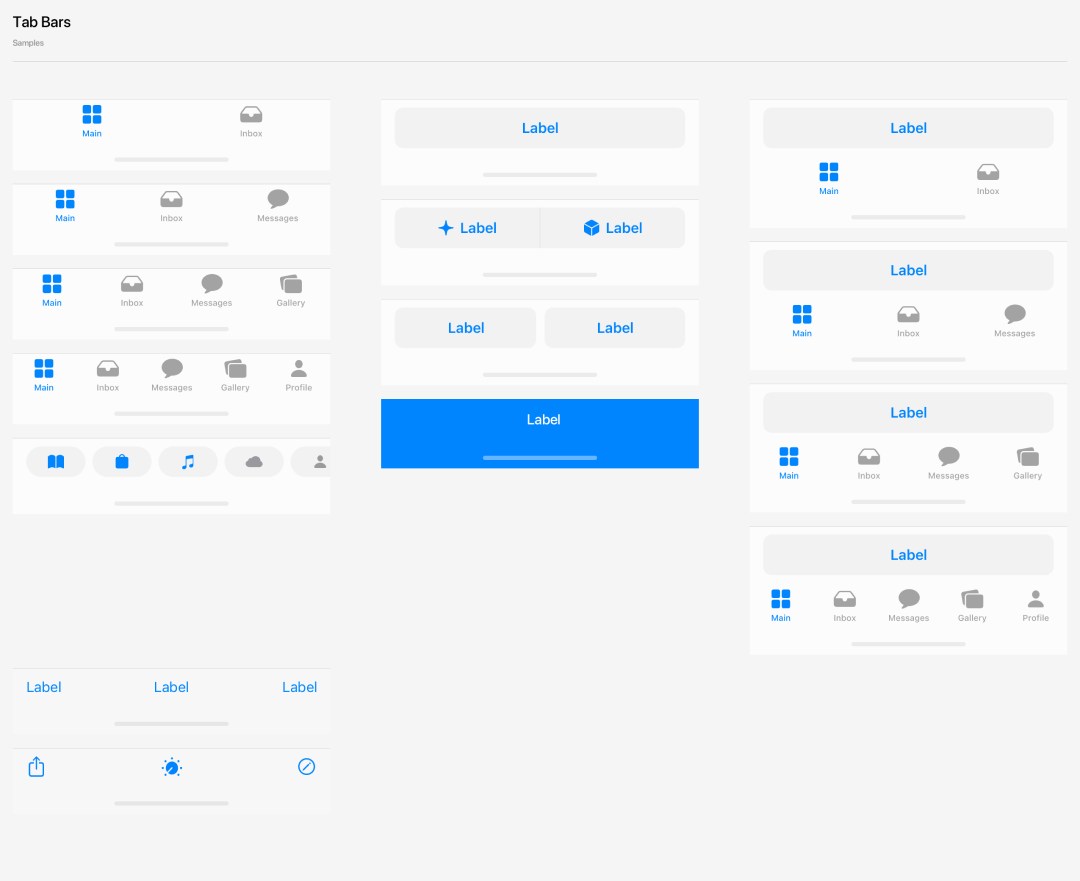 Tab Bars
Samples
Main Inbox
Main Inbox Messages
Main Inbox Messages Gallery
Main Inbox Messages Gallery Profile
Label Label Label
Label
Label Label
Label Label
Label
Label
Main Inbox
Label
Main Inbox Messages
Label
Main Inbox Messages Gallery
Label
Main Inbox Messages Gallery Profile